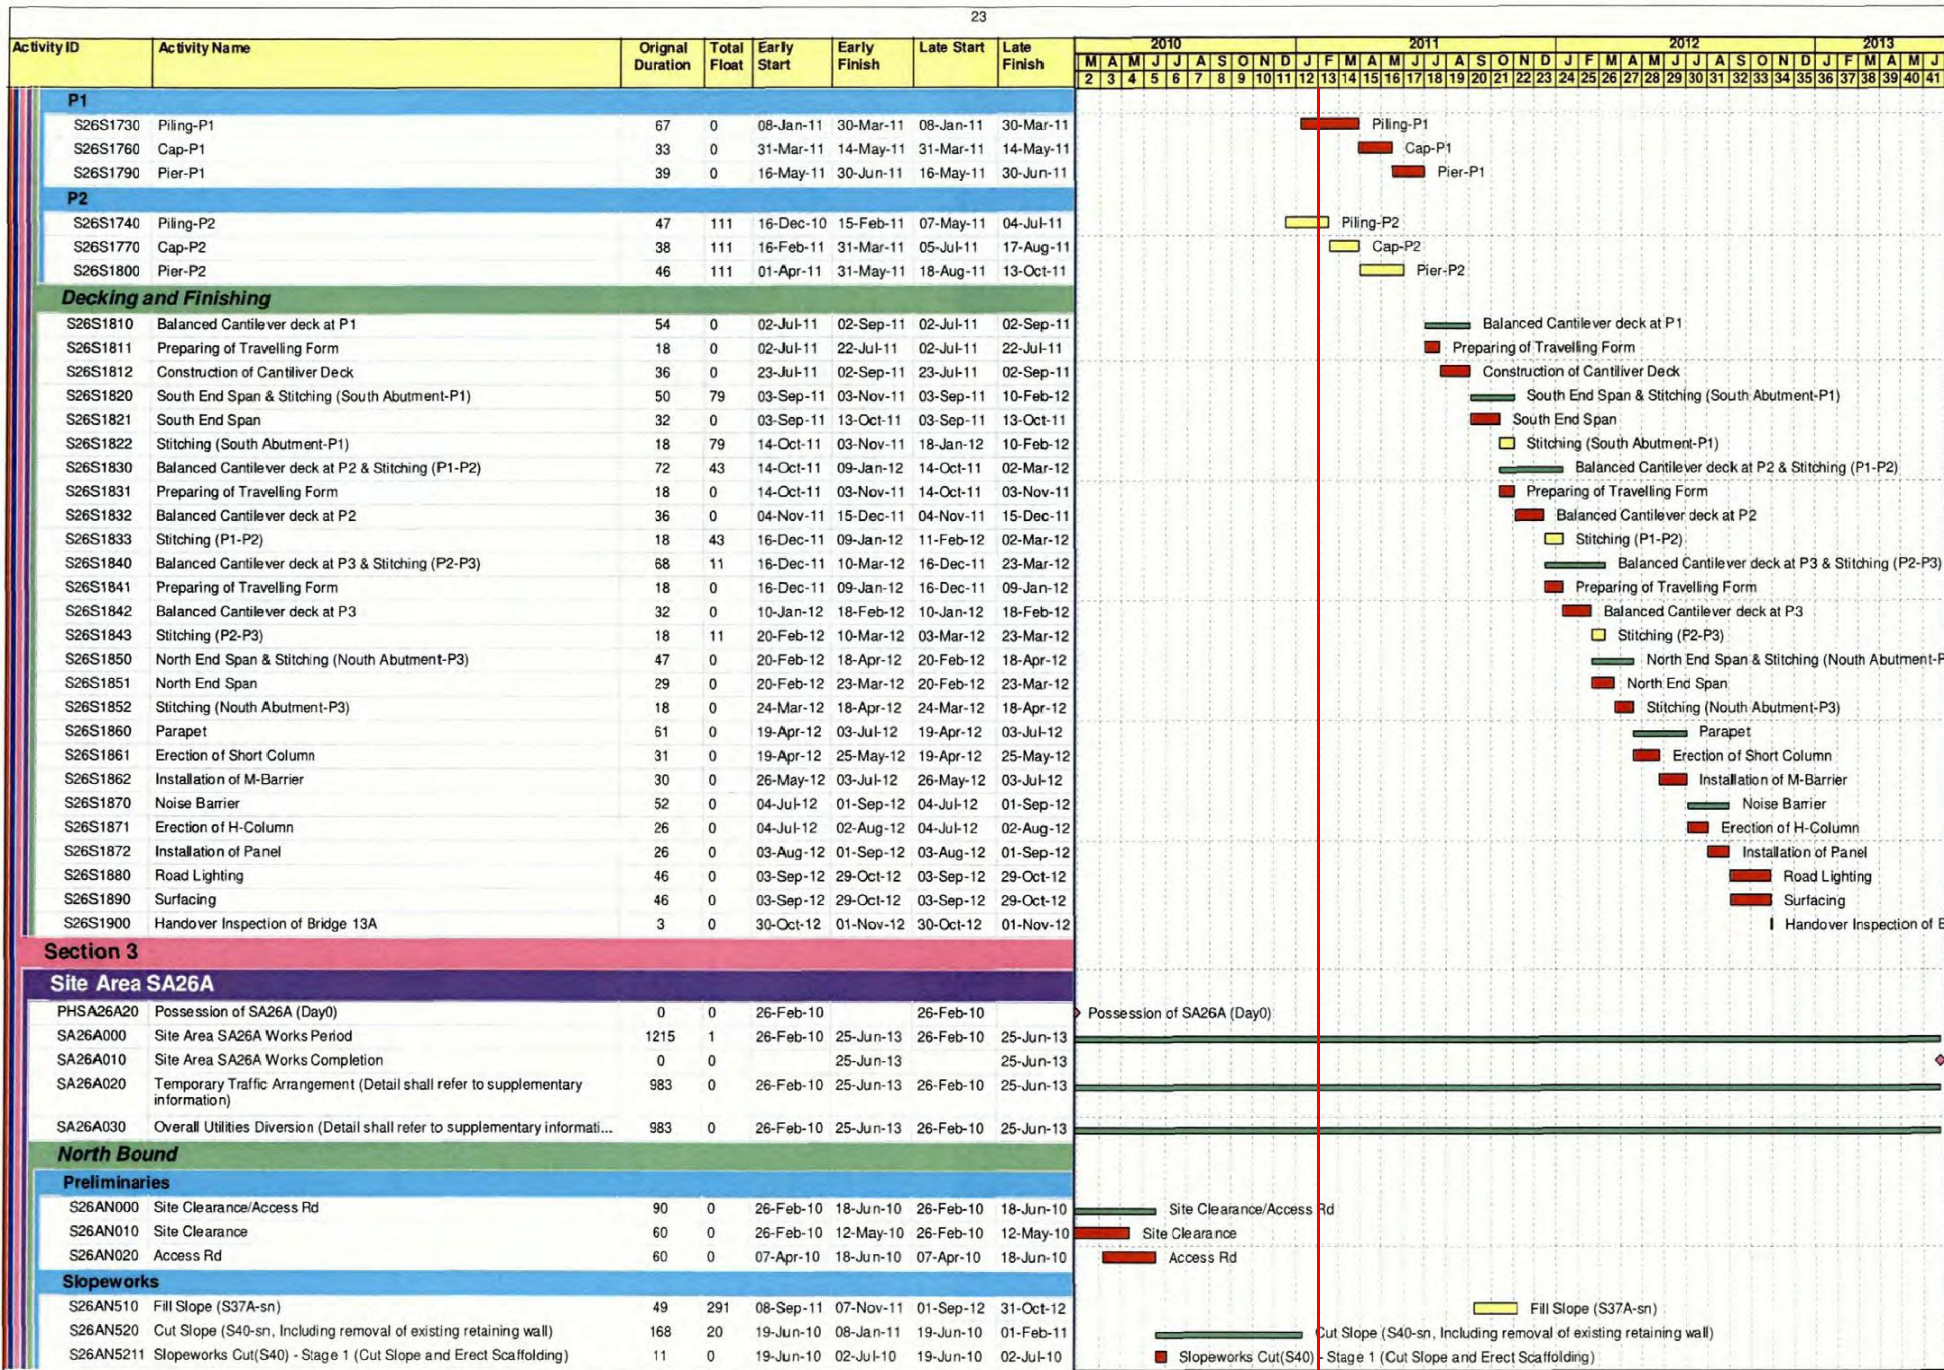 23
Activity ID Activity Name Orignal Duration Total Float Early Start Early Finish Late Start Late Finish 2010 2011 2012 2013
M A M J J A S O N D J F M A M J J A S O N D J F M A M J J A S O N D J F M A M J
2 3 4 5 6 7 8 9 10 11 12 13 14 15 16 17 18 19 20 21 22 23 24 25 26 27 28 29 30 31 32 33 34 35 36 37 38 39 40 41
P1
S26S1730 Piling-P1 67 0 08-Jan-11 30-Mar-11 08-Jan-11 30-Mar-11 Piling-P1
S26S1760 Cap-P1 33 0 31-Mar-11 14-May-11 31-Mar-11 14-May-11 Cap-P1
S26S1790 Pier-P1 39 0 16-May-11 30-Jun-11 16-May-11 30-Jun-11 Pier-P1
P2
S26S1740 Piling-P2 47 111 16-Dec-10 15-Feb-11 07-May-11 04-Jul-11 Piling-P2
S26S1770 Cap-P2 38 111 16-Feb-11 31-Mar-11 05-Jul-11 17-Aug-11 Cap-P2
S26S1800 Pier-P2 46 111 01-Apr-11 31-May-11 18-Aug-11 13-Oct-11 Pier-P2
Decking and Finishing
S26S1810 Balanced Cantilever deck at P1 54 0 02-Jul-11 02-Sep-11 02-Jul-11 02-Sep-11 Balanced Cantilever deck at P1
S26S1811 Preparing of Travelling Form 18 0 02-Jul-11 22-Jul-11 02-Jul-11 22-Jul-11 Preparing of Travelling Form
S26S1812 Construction of Cantiliver Deck 36 0 23-Jul-11 02-Sep-11 23-Jul-11 02-Sep-11 Construction of Cantiliver Deck
S26S1820 South End Span & Stitching (South Abutment-P1) 50 79 03-Sep-11 03-Nov-11 03-Sep-11 10-Feb-12 South End Span & Stitching (South Abutment-P1)
S26S1821 South End Span 32 0 03-Sep-11 13-Oct-11 03-Sep-11 13-Oct-11 South End Span
S26S1822 Stitching (South Abutment-P1) 18 79 14-Oct-11 03-Nov-11 18-Jan-12 10-Feb-12 Stitching (South Abutment-P1)
S26S1830 Balanced Cantilever deck at P2 & Stitching (P1-P2) 72 43 14-Oct-11 09-Jan-12 14-Oct-11 02-Mar-12 Balanced Cantilever deck at P2 & Stitching (P1-P2)
S26S1831 Preparing of Travelling Form 18 0 14-Oct-11 03-Nov-11 14-Oct-11 03-Nov-11 Preparing of Travelling Form
S26S1832 Balanced Cantilever deck at P2 36 0 04-Nov-11 15-Dec-11 04-Nov-11 15-Dec-11 Balanced Cantilever deck at P2
S26S1833 Stitching (P1-P2) 18 43 16-Dec-11 09-Jan-12 11-Feb-12 02-Mar-12 Stitching (P1-P2)
S26S1840 Balanced Cantilever deck at P3 & Stitching (P2-P3) 68 11 16-Dec-11 10-Mar-12 16-Dec-11 23-Mar-12 Balanced Cantilever deck at P3 & Stitching (P2-P3)
S26S1841 Preparing of Travelling Form 18 0 16-Dec-11 09-Jan-12 16-Dec-11 09-Jan-12 Preparing of Travelling Form
S26S1842 Balanced Cantilever deck at P3 32 0 10-Jan-12 18-Feb-12 10-Jan-12 18-Feb-12 Balanced Cantilever deck at P3
S26S1843 Stitching (P2-P3) 18 11 20-Feb-12 10-Mar-12 03-Mar-12 23-Mar-12 Stitching (P2-P3)
S26S1850 North End Span & Stitching (Nouth Abutment-P3) 47 0 20-Feb-12 18-Apr-12 20-Feb-12 18-Apr-12 North End Span & Stitching (Nouth Abutment-P
S26S1851 North End Span 29 0 20-Feb-12 23-Mar-12 20-Feb-12 23-Mar-12 North End Span
S26S1852 Stitching (Nouth Abutment-P3) 18 0 24-Mar-12 18-Apr-12 24-Mar-12 18-Apr-12 Stitching (Nouth Abutment-P3)
S26S1860 Parapet 61 0 19-Apr-12 03-Jul-12 19-Apr-12 03-Jul-12 Parapet
S26S1861 Erection of Short Column 31 0 19-Apr-12 25-May-12 19-Apr-12 25-May-12 Erection of Short Column
S26S1862 Installation of M-Barrier 30 0 26-May-12 03-Jul-12 26-May-12 03-Jul-12 Installation of M-Barrier
S26S1870 Noise Barrier 52 0 04-Jul-12 01-Sep-12 04-Jul-12 01-Sep-12 Noise Barrier
S26S1871 Erection of H-Column 26 0 04-Jul-12 02-Aug-12 04-Jul-12 02-Aug-12 Erection of H-Column
S26S1872 Installation of Panel 26 0 03-Aug-12 01-Sep-12 03-Aug-12 01-Sep-12 Installation of Panel
S26S1880 Road Lighting 46 0 03-Sep-12 29-Oct-12 03-Sep-12 29-Oct-12 Road Lighting
S26S1890 Surfacing 46 0 03-Sep-12 29-Oct-12 03-Sep-12 29-Oct-12 Surfacing
S26S1900 Handover Inspection of Bridge 13A 3 0 30-Oct-12 01-Nov-12 30-Oct-12 01-Nov-12 Handover Inspection of B
Section 3
Site Area SA26A
PHSA26A20 Possession of SA26A (Day0) 0 0 26-Feb-10 26-Feb-10 Possession of SA26A (Day0)
SA26A000 Site Area SA26A Works Period 1215 1 26-Feb-10 25-Jun-13 26-Feb-10 25-Jun-13
SA26A010 Site Area SA26A Works Completion 0 0 25-Jun-13 25-Jun-13
SA26A020 Temporary Traffic Arrangement (Detail shall refer to supplementary 983 0 26-Feb-10 25-Jun-13 26-Feb-10 25-Jun-13
information)
SA26A030 Overall Utilities Diversion (Detail shall refer to supplementary informati... 983 0 26-Feb-10 25-Jun-13 26-Feb-10 25-Jun-13
North Bound
Preliminaries
S26AN000 Site Clearance/Access Rd 90 0 26-Feb-10 18-Jun-10 26-Feb-10 18-Jun-10 Site Clearance/Access Rd
S26AN010 Site Clearance 60 0 26-Feb-10 12-May-10 26-Feb-10 12-May-10 Site Clearance
S26AN020 Access Rd 60 0 07-Apr-10 18-Jun-10 07-Apr-10 18-Jun-10 Access Rd
Slopeworks
S26AN510 Fill Slope (S37A-sn) 49 291 08-Sep-11 07-Nov-11 01-Sep-12 31-Oct-12 Fill Slope (S37A-sn)
S26AN520 Cut Slope (S40-sn, Including removal of existing retaining wall) 168 20 19-Jun-10 08-Jan-11 19-Jun-10 01-Feb-11 Cut Slope (S40-sn, Including removal of existing retaining wall)
S26AN5211 Slopeworks Cut(S40) - Stage 1 (Cut Slope and Erect Scaffolding) 11 0 19-Jun-10 02-Jul-10 19-Jun-10 02-Jul-10 Slopeworks Cut(S40) - Stage 1 (Cut Slope and Erect Scaffolding)